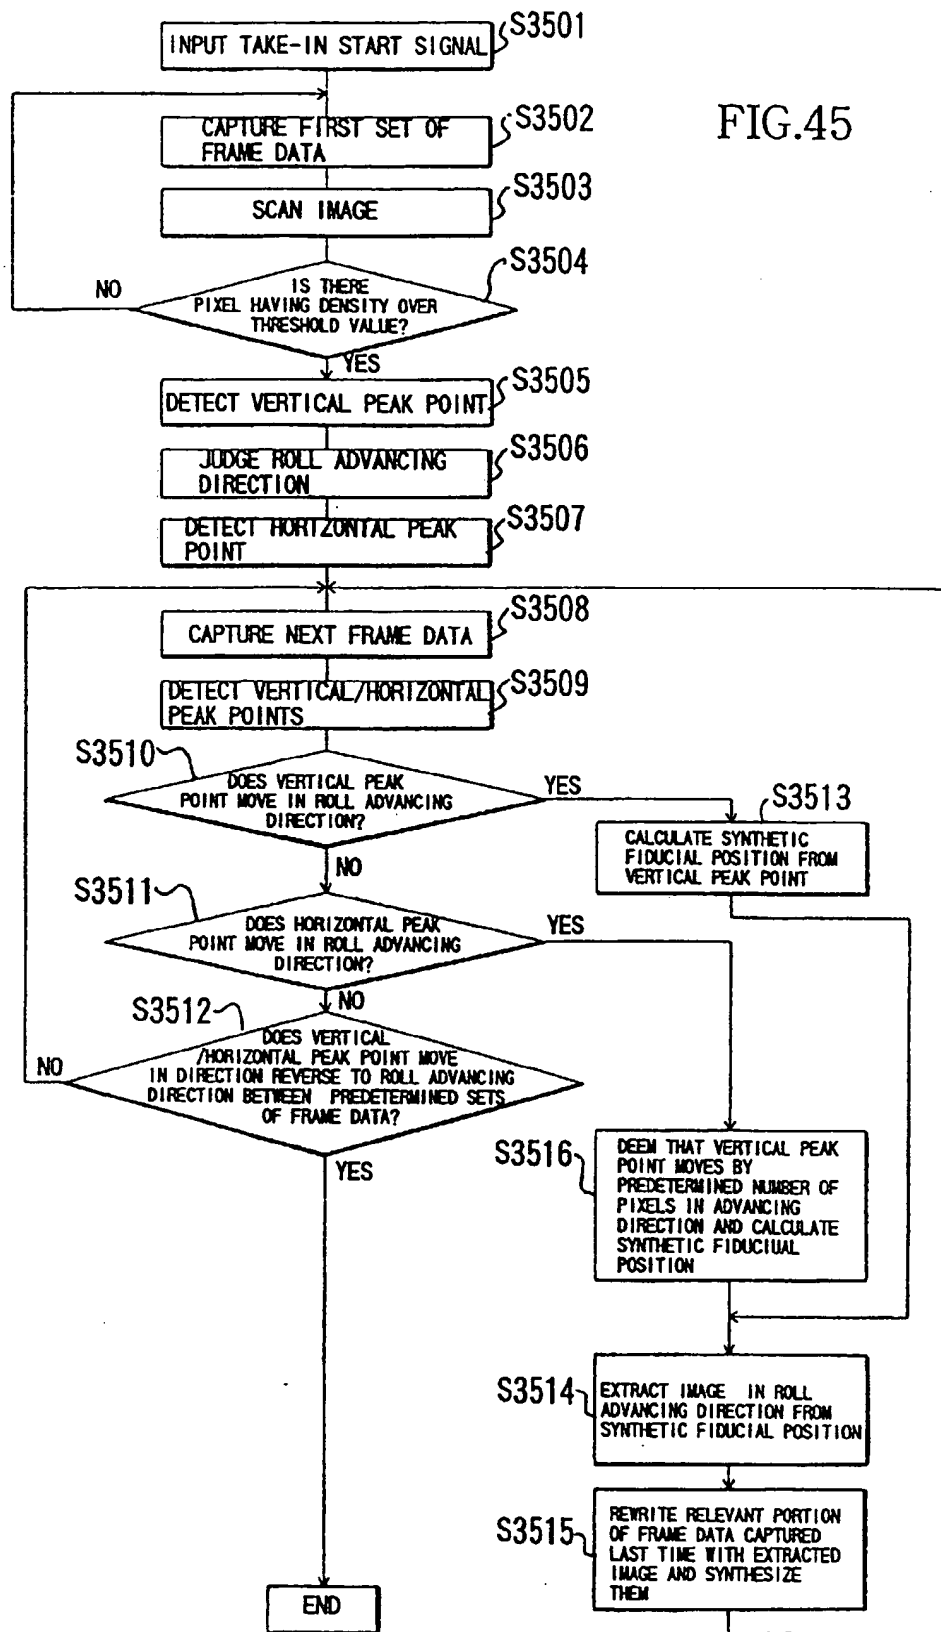 S3501
INPUT TAKE-IN START SIGNAL
FIG.45
S3502
CAPTURE FIRST SET OF
FRAME DATA
S3503
SCAN IMAGE
S3504
IS THERE
PIXEL HAVING DENSITY OVER
THRESHOLD VALUE?
NO
YES
S3505
DETECT VERTICAL PEAK POINT
S3506
JUDGE ROLL ADVANCING
DIRECTION
S3507
DETECT HORTIZONTAL PEAK
POINT
S3508
CAPTURE NEXT FRAME DATA
S3509
DETECT VERTICAL/HORIZONTAL
PEAK POINTS
S3510
DOES VERTICAL PEAK
POINT MOVE IN ROLL ADVANCING
DIRECTION?
YES
NO
S3513
CALCULATE SYNTHETIC
FIDUCIAL POSITION FROM
VERTICAL PEAK POINT
S3511
DOES HORIZONTAL PEAK
POINT MOVE IN ROLL ADVANCING
DIRECTION?
YES
NO
S3512
DOES VERTICAL
/HORIZONTAL PEAK POINT MOVE
IN DIRECTION REVERSE TO ROLL ADVANCING
DIRECTION BETWEEN PREDETERMINED SETS
OF FRAME DATA?
NO
YES
S3516
DEEM THAT VERTICAL PEAK
POINT MOVES BY
PREDETERMINED NUMBER OF
PIXELS IN ADVANCING
DIRECTION AND CALCULATE
SYNTHETIC FIDUCIUAL
POSITION
S3514
EXTRACT IMAGE IN ROLL
ADVANCING DIRECTION FROM
SYNTHETIC FIDUCIAL POSITION
S3515
REWRITE RELEVANT PORTION
OF FRAME DATA CAPTURED
LAST TIME WITH EXTRACTED
IMAGE AND SYNTHESIZE
THEM
END